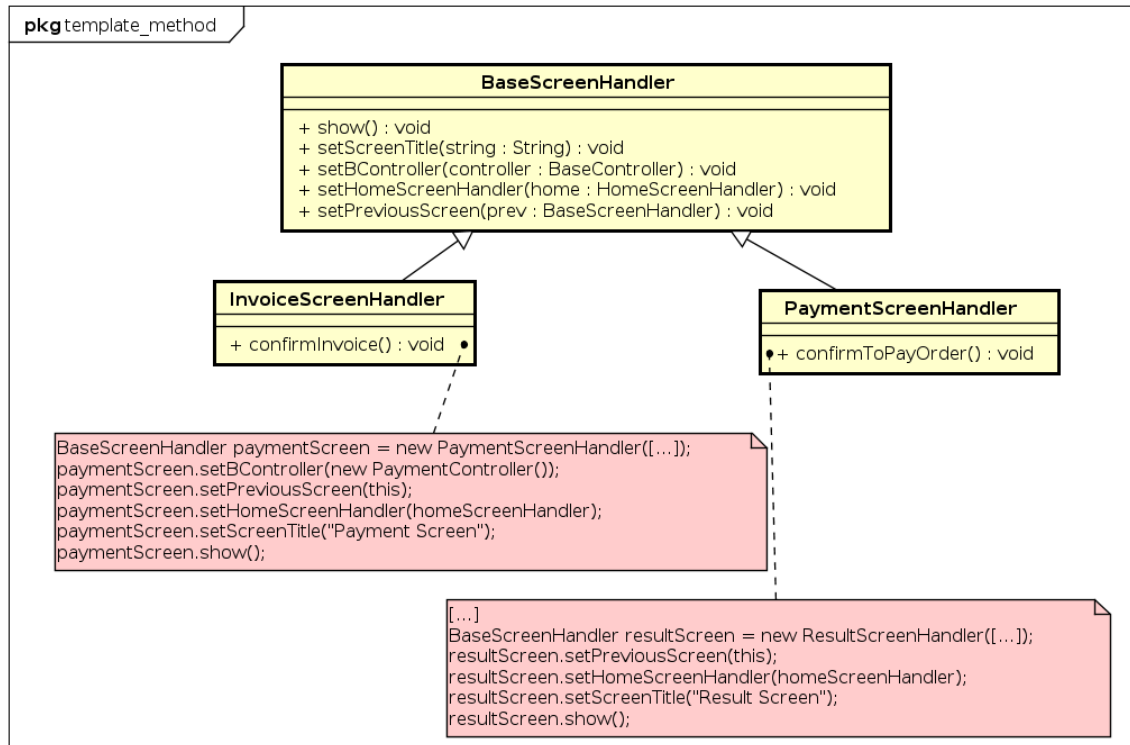 pkg template_method
BaseScreenHandler
+ show() : void
+ setScreenTitle(string : String) : void
+ setBController(controller : BaseController) : void
+ setHomeScreenHandler(home : HomeScreenHandler) : void
+ setPreviousScreen(prev : BaseScreenHandler) : void
InvoiceScreenHandler
+ confirmInvoice() : void
PaymentScreenHandler
+ confirmToPayOrder() : void
BaseScreenHandler paymentScreen = new PaymentScreenHandler([...]);
paymentScreen.setBController(new PaymentController());
paymentScreen.setPreviousScreen(this);
paymentScreen.setHomeScreenHandler(homeScreenHandler);
paymentScreen.setScreenTitle("Payment Screen");
paymentScreen.show();
[...]
BaseScreenHandler resultScreen = new ResultScreenHandler([...]);
resultScreen.setPreviousScreen(this);
resultScreen.setHomeScreenHandler(homeScreenHandler);
resultScreen.setScreenTitle("Result Screen");
resultScreen.show();